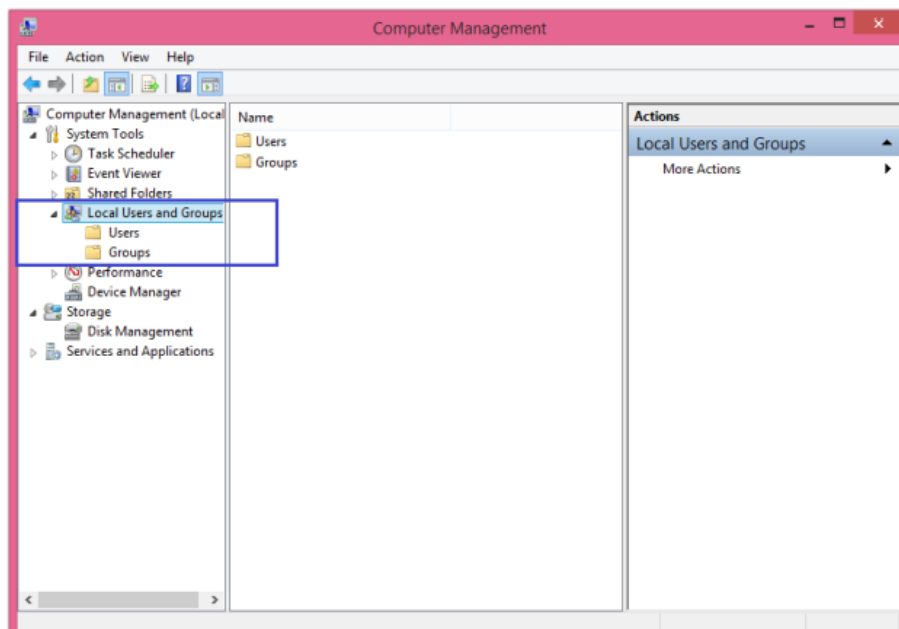 Computer Management
File Action View Help
Computer Management (Local
System Tools
Task Scheduler
Event Viewer
Shared Folders
Local Users and Groups
Users
Groups
Performance
Device Manager
Storage
Disk Management
Services and Applications
Name
Users
Groups
Actions
Local Users and Groups
More Actions